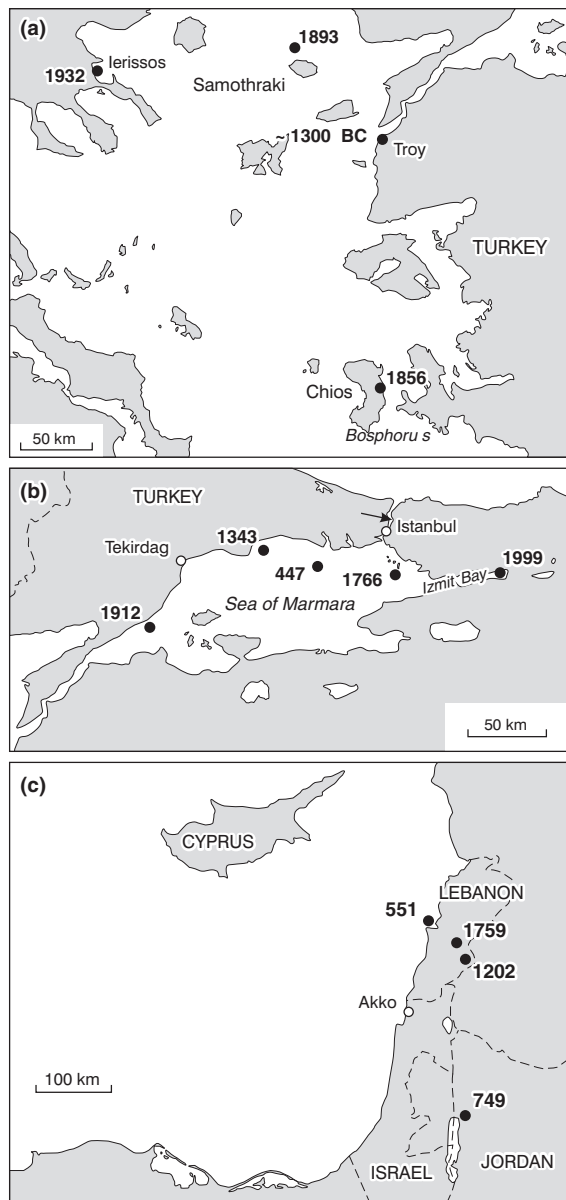 (a)
1893
Ierissos
1932
Samothraki
~1300 BC
Troy
TURKEY
1856
Chios
Bosphoru s
50 km
(b)
TURKEY
Istanbul
1343
Tekirdag
1999
447
1766
Izmit Bay
Sea of Marmara
1912
50 km
(c)
CYPRUS
LEBANON
551
1759
1202
Akko
100 km
749
JORDAN
ISRAEL